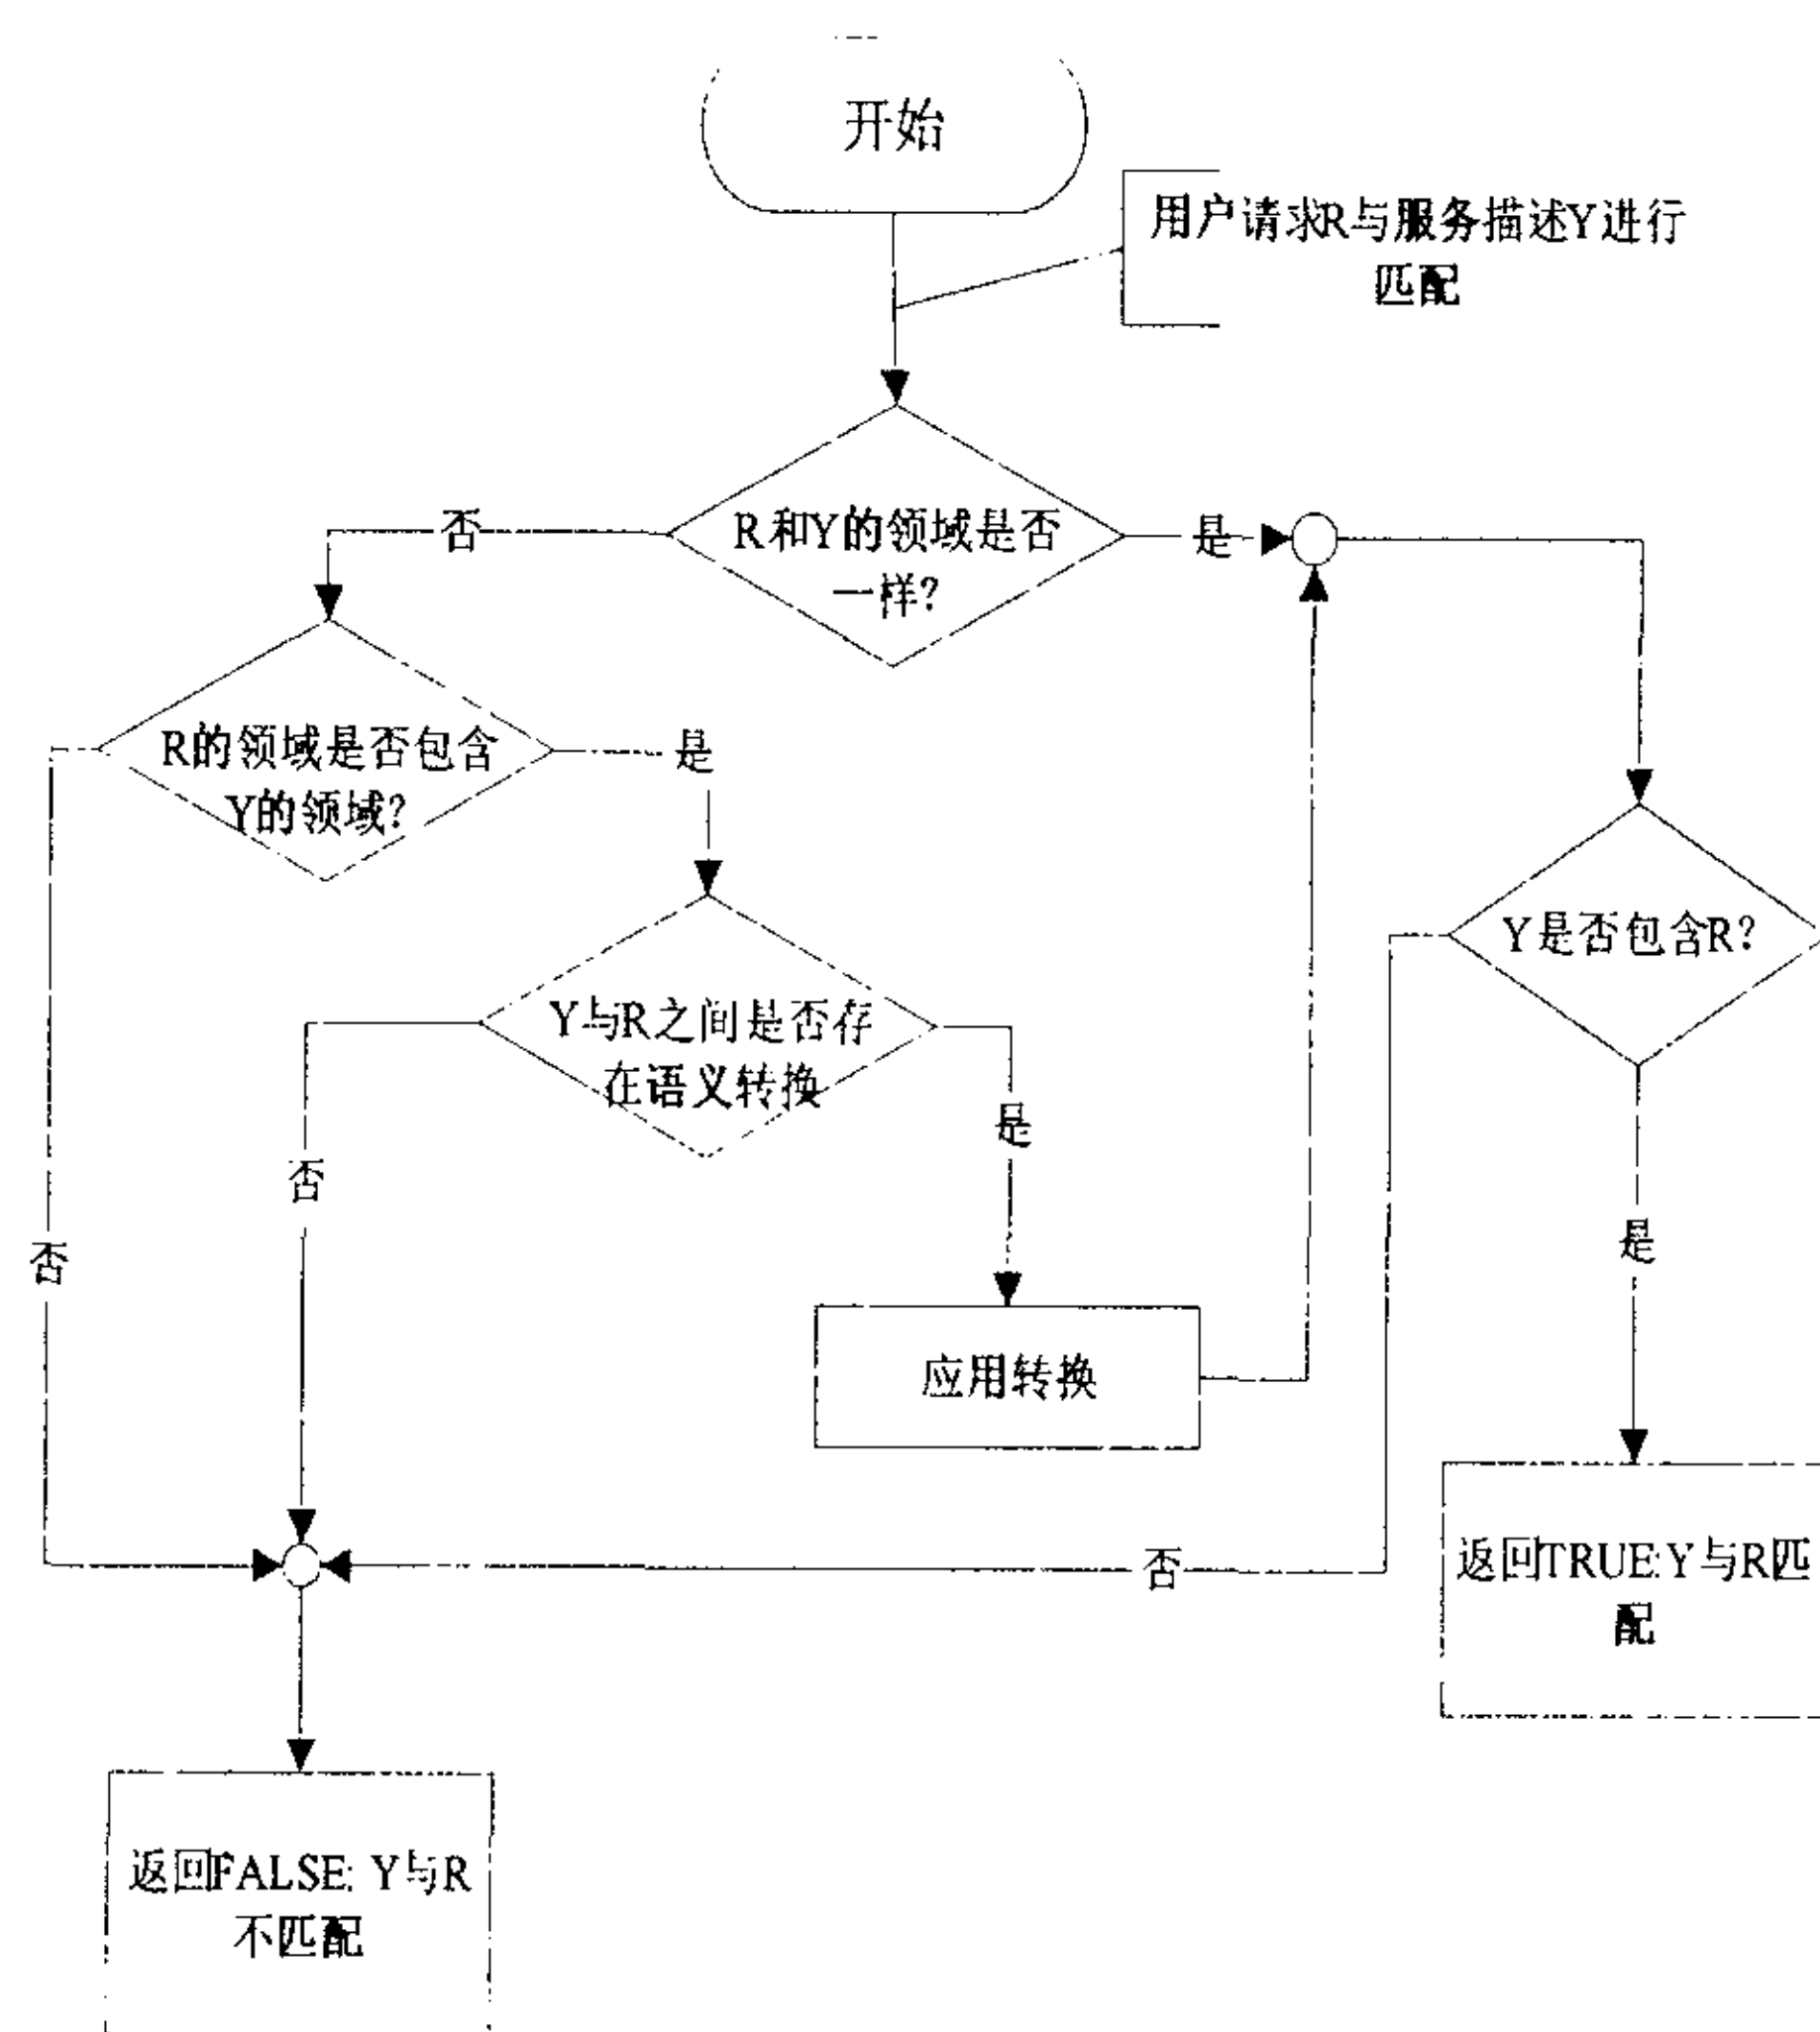 开始
用户请求R与服务描述Y进行
匹配
R和Y的领域是否
一样?
否
是
R的领域是否包含
Y的领域?
是
Y是否包含R?
Y与R之间是否存
在语义转换
是
否
是
否
应用转换
否
返回TRUE:Y与R匹
配
返回FALSE: Y与R
不匹配